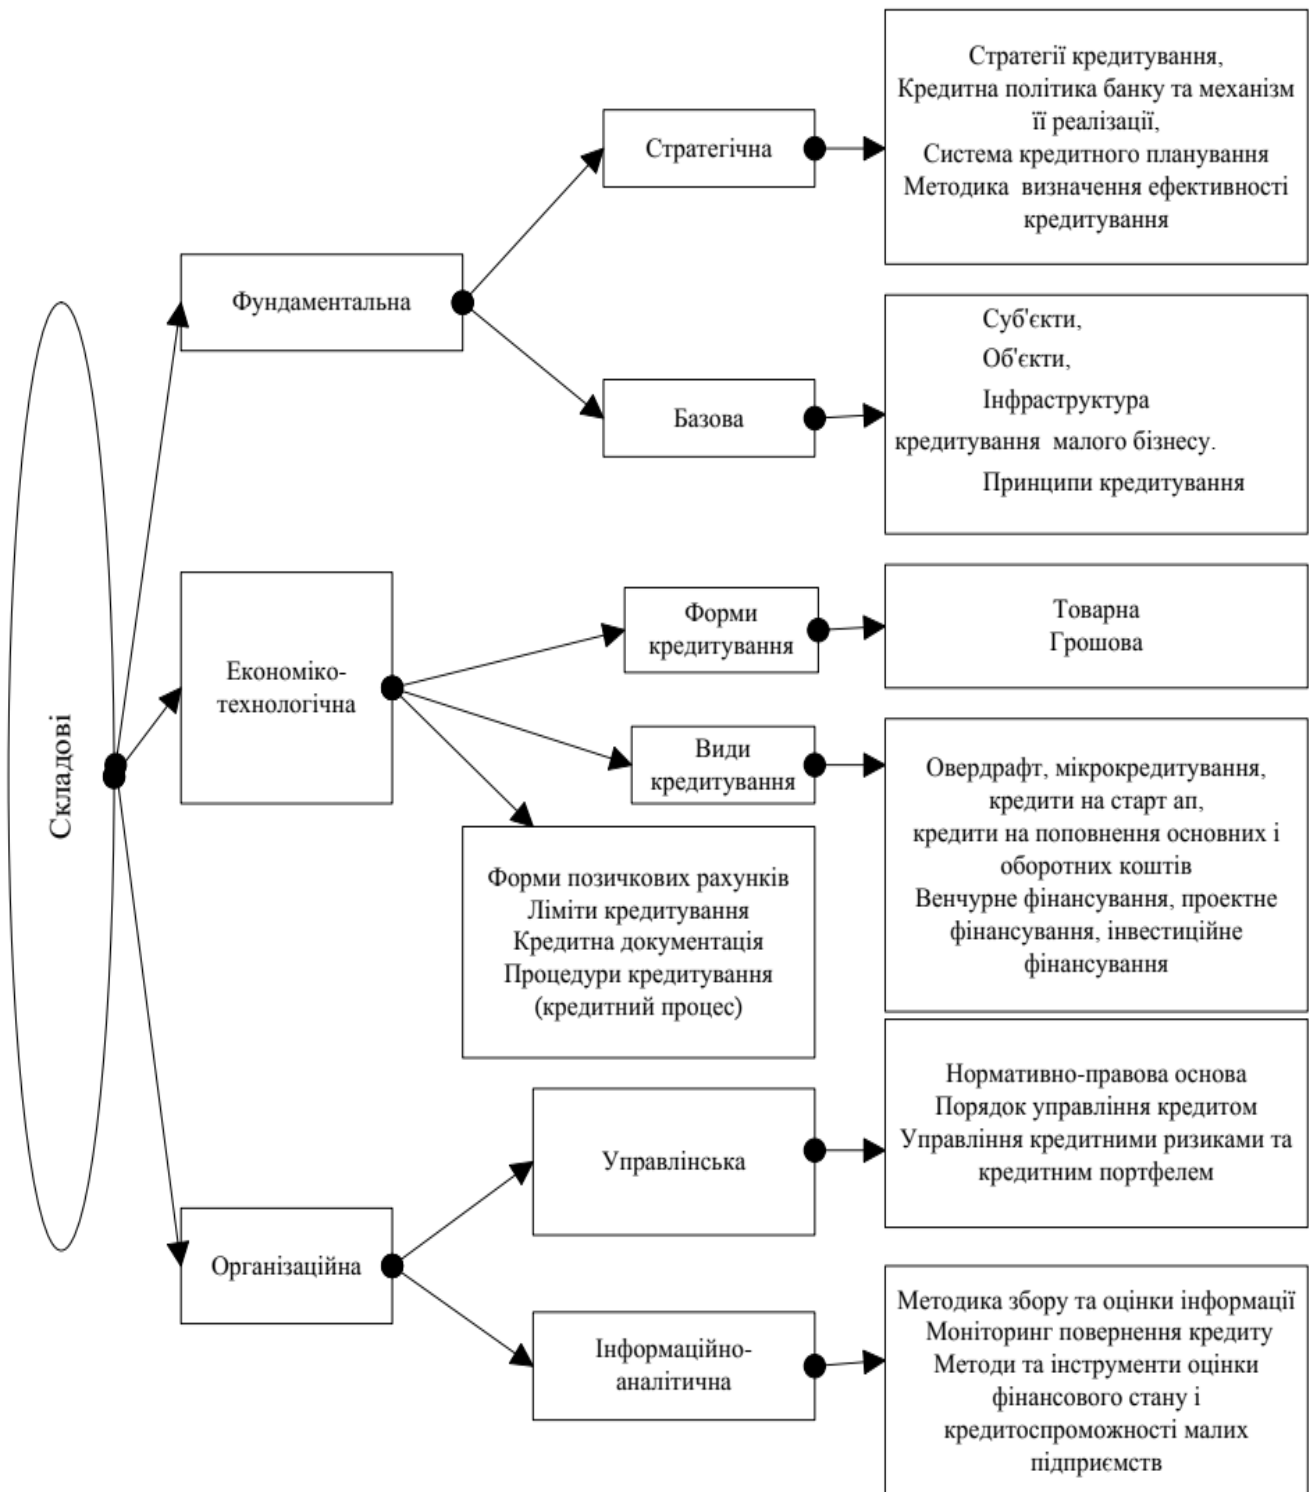 Складові
Фундаментальна
Стратегічна
Стратегії кредитування,
Кредитна політика банку та механізм
її реалізації,
Система кредитного планування
Методика  визначення ефективності
кредитування
Базова
Суб'єкти,
Об'єкти,
Інфраструктура
кредитування  малого бізнесу.
Принципи кредитування
Економіко-
технологічна
Форми
кредитування
Товарна
Грошова
Види
кредитування
Овердрафт, мікрокредитування,
кредити на старт ап,
кредити на поповнення основних і
оборотних коштів
Венчурне фінансування, проектне
фінансування, інвестиційне
фінансування
Форми позичкових рахунків
Ліміти кредитування
Кредитна документація
Процедури кредитування
(кредитний процес)
Організаційна
Управлінська
Нормативно-правова основа
Порядок управління кредитом
Управління кредитними ризиками та
кредитним портфелем
Інформаційно-
аналітична
Методика збору та оцінки інформації
Моніторинг повернення кредиту
Методи та інструменти оцінки
фінансового стану і
кредитоспроможності малих
підприємств